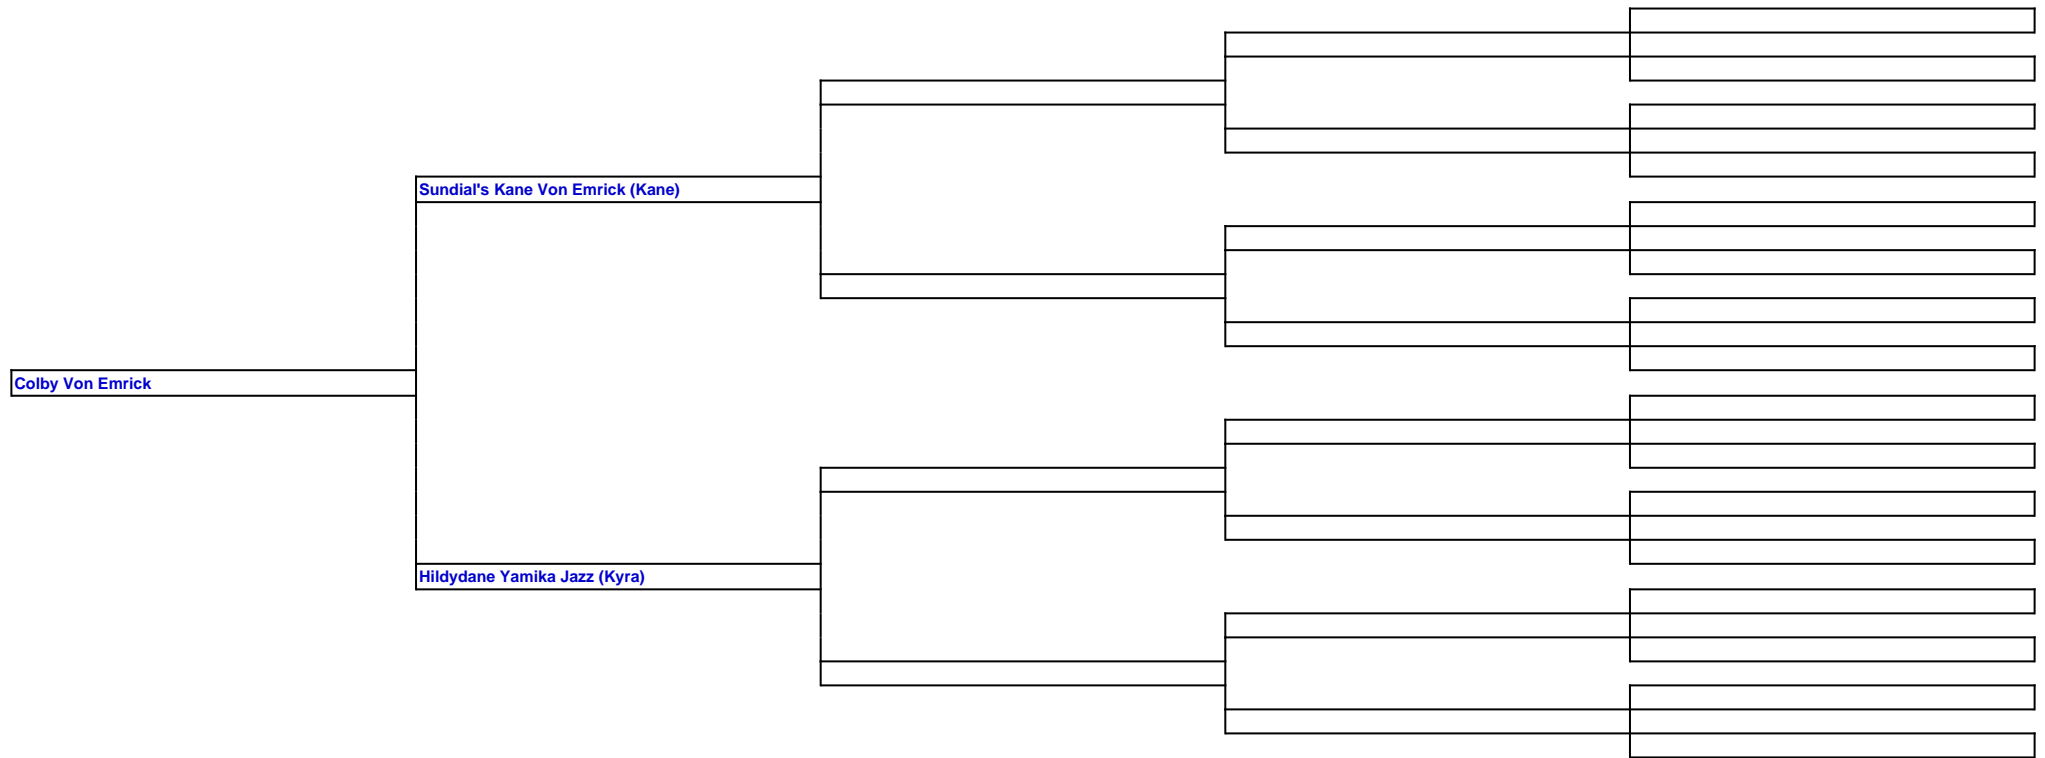 Sundial's Kane Von Emrick (Kane)
Colby Von Emrick
Hildydane Yamika Jazz (Kyra)